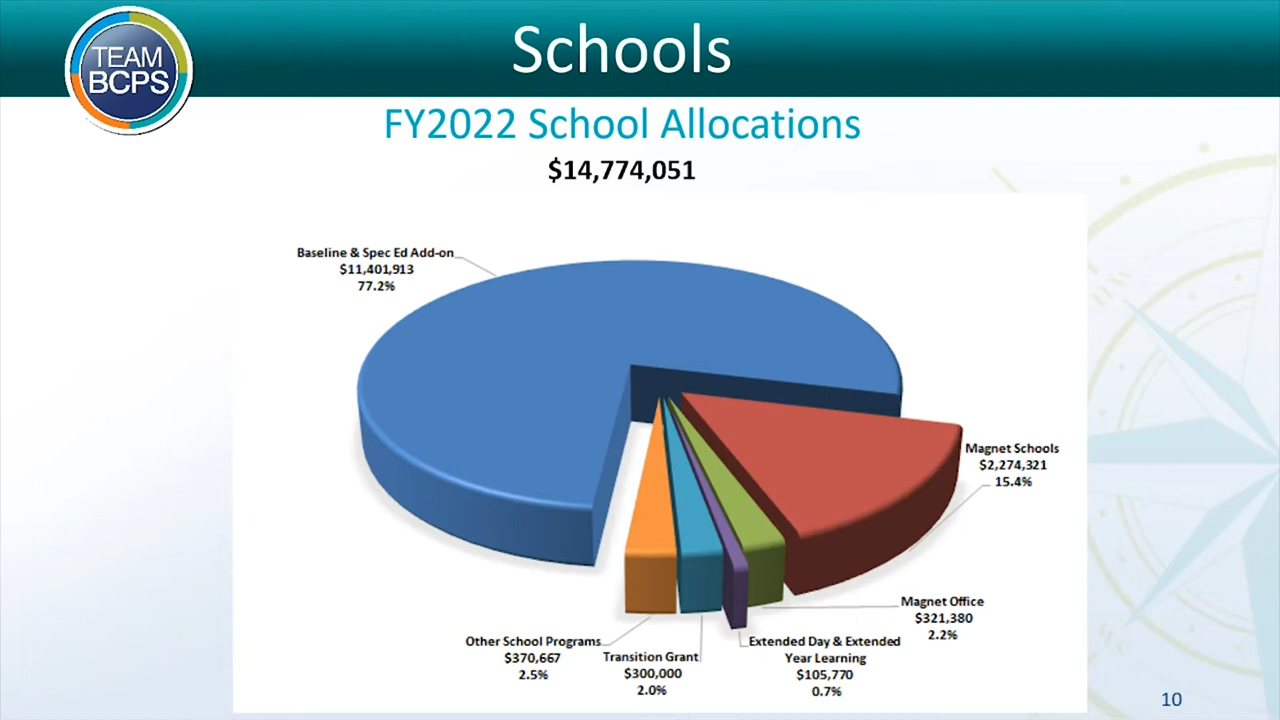 TEAM
BCPS
Schools
FY2022 School Allocations
$14,774,051
Baseline & Spec Ed Add-on
$11,401,913
77.2%
Magnet Schools
$2,274,321
15.4%
Magnet Office
$321,380
2.2%
Extended Day & Extended
Year Learning
$105,770
0.7%
Transition Grant
$300,000
2.0%
Other School Programs
$370,667
2.5%
10